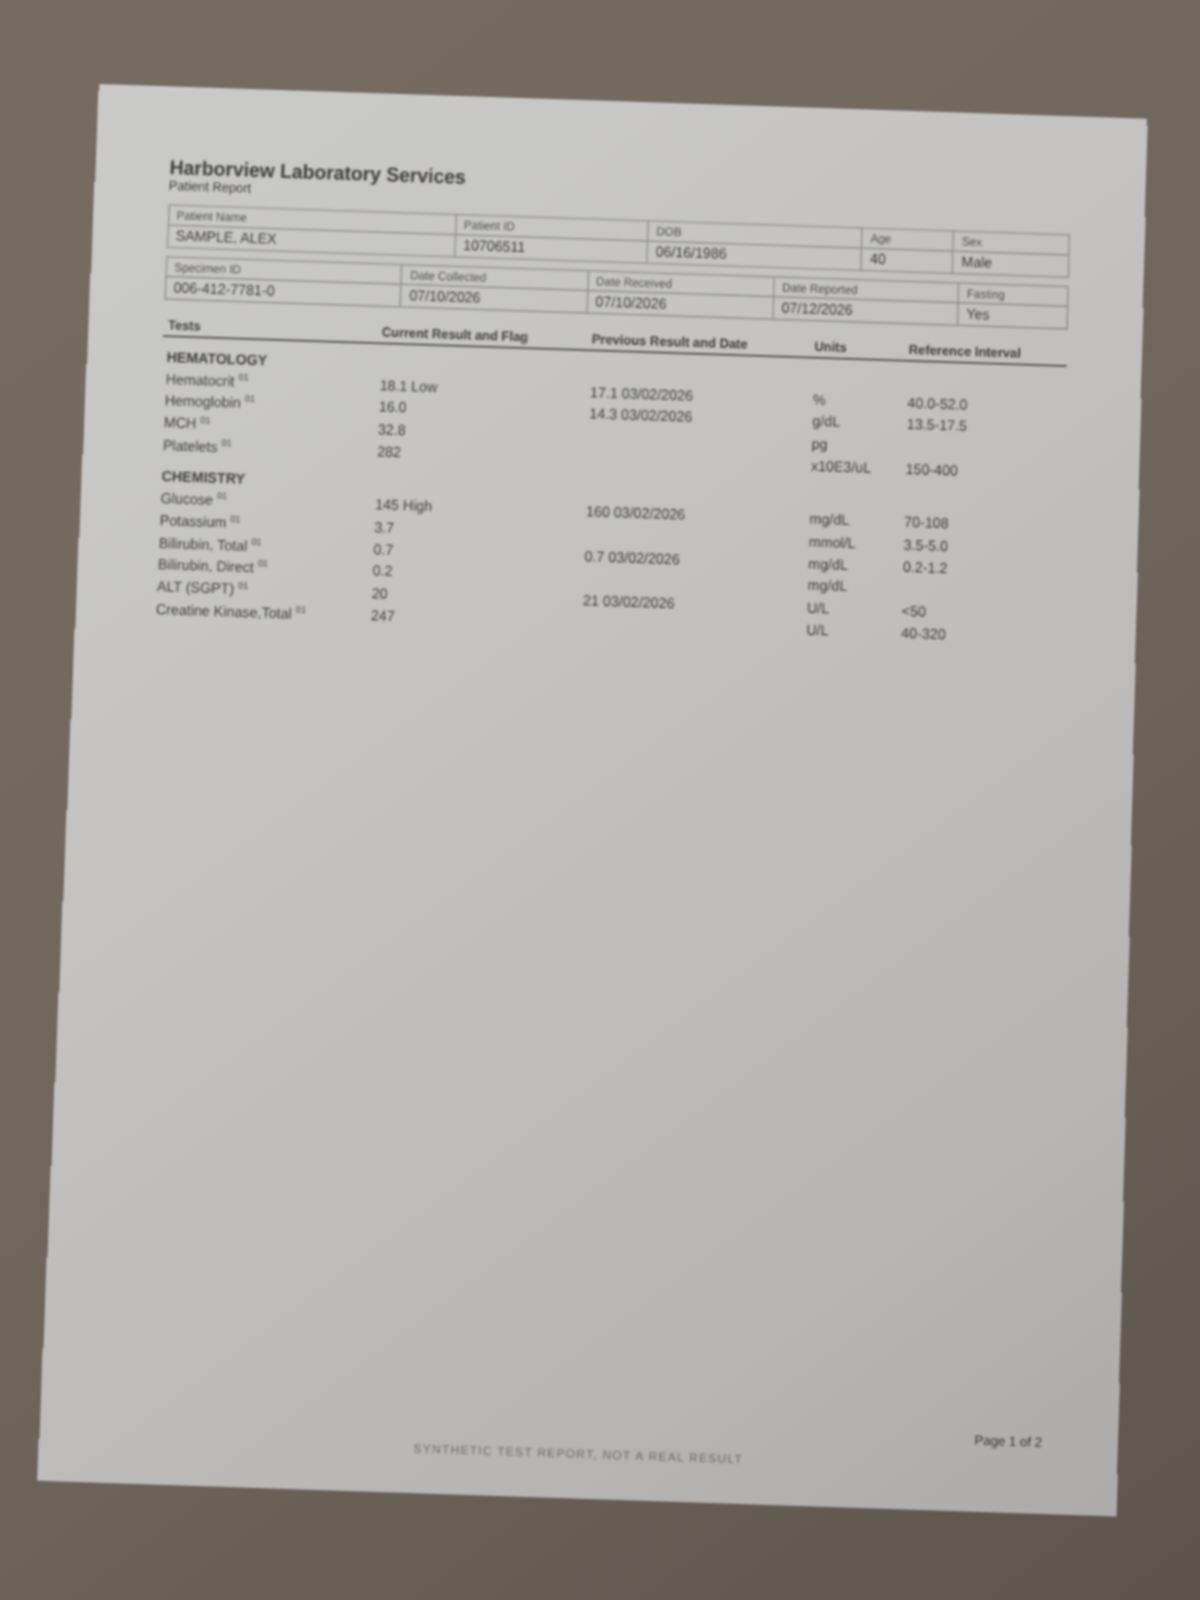 Harborview Laboratory Services
Patient Report
Patient Name Patient ID DOB Age Sex
SAMPLE, ALEX 10706511 06/16/1986 40 Male
Specimen ID Date Collected Date Received Date Reported Fasting
006-412-7781-0 07/10/2026 07/10/2026 07/12/2026 Yes
Tests Current Result and Flag Previous Result and Date Units Reference Interval
HEMATOLOGY
Hematocrit 01 18.1 Low 17.1 03/02/2026 % 40.0-52.0
Hemoglobin 01 16.0 14.3 03/02/2026 g/dL 13.5-17.5
MCH 01 32.8 pg
Platelets 01 282 x10E3/uL 150-400
CHEMISTRY
Glucose 01 145 High 160 03/02/2026 mg/dL 70-108
Potassium 01 3.7 mmol/L 3.5-5.0
Bilirubin, Total 01 0.7 0.7 03/02/2026 mg/dL 0.2-1.2
Bilirubin, Direct 01 0.2 mg/dL
ALT (SGPT) 01 20 21 03/02/2026 U/L <50
Creatine Kinase,Total 01 247 U/L 40-320
Page 1 of 2
SYNTHETIC TEST REPORT, NOT A REAL RESULT